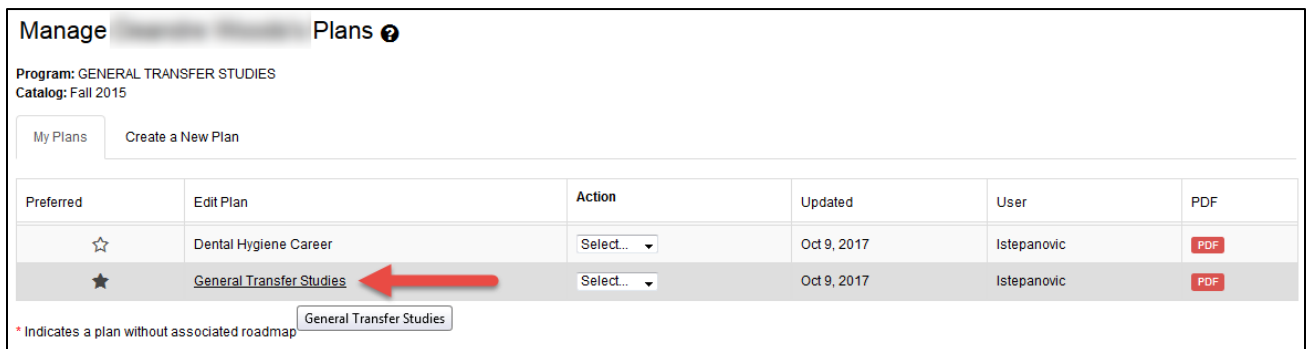 Manage Plans ?
Program: GENERAL TRANSFER STUDIES
Catalog: Fall 2015
My Plans Create a New Plan
Preferred Edit Plan Action Updated User PDF
Dental Hygiene Career Select... Oct 9, 2017 lstepanovic PDF
General Transfer Studies Select... Oct 9, 2017 lstepanovic PDF
General Transfer Studies
* Indicates a plan without associated roadmap